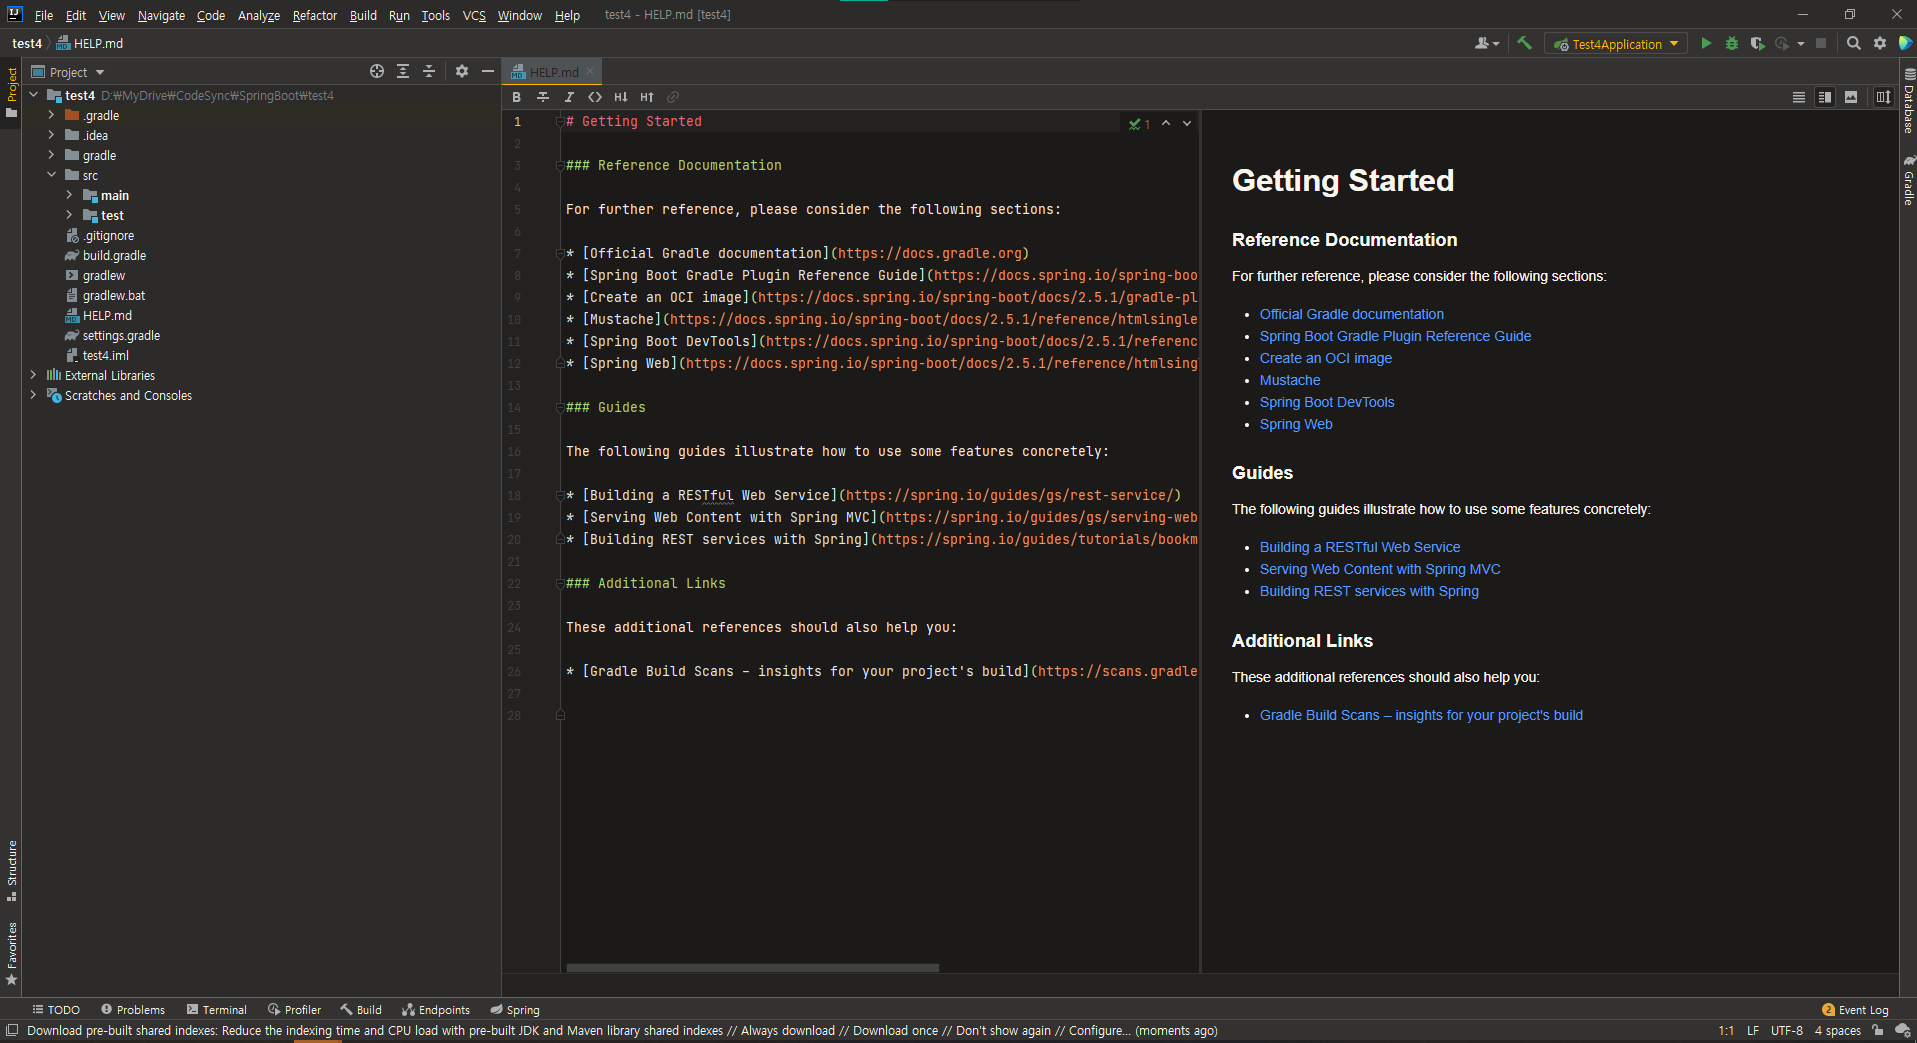 File Edit View Navigate Code Analyze Refactor Build Run Tools VCS Window Help test4 - HELP.md [test4]
test4 HELP.md
Test4Application
Project
Project
HELP.md
test4 D:₩MyDrive₩CodeSync₩SpringBoot₩test4
.gradle
.idea
gradle
src
main
test
.gitignore
build.gradle
gradlew
gradlew.bat
HELP.md
settings.gradle
test4.iml
External Libraries
Scratches and Consoles
Structure
Favorites
B I <> H↓ H↑
1 # Getting Started
1
2
3 ### Reference Documentation
4
5 For further reference, please consider the following sections:
6
7 * [Official Gradle documentation](https://docs.gradle.org)
8 * [Spring Boot Gradle Plugin Reference Guide](https://docs.spring.io/spring-boo
9 * [Create an OCI image](https://docs.spring.io/spring-boot/docs/2.5.1/gradle-pl
10 * [Mustache](https://docs.spring.io/spring-boot/docs/2.5.1/reference/htmlsingle
11 * [Spring Boot DevTools](https://docs.spring.io/spring-boot/docs/2.5.1/referenc
12 * [Spring Web](https://docs.spring.io/spring-boot/docs/2.5.1/reference/htmlsing
13
14 ### Guides
15
16 The following guides illustrate how to use some features concretely:
17
18 * [Building a RESTful Web Service](https://spring.io/guides/gs/rest-service/)
19 * [Serving Web Content with Spring MVC](https://spring.io/guides/gs/serving-web
20 * [Building REST services with Spring](https://spring.io/guides/tutorials/bookm
21
22 ### Additional Links
23
24 These additional references should also help you:
25
26 * [Gradle Build Scans – insights for your project's build](https://scans.gradle
27
28
Getting Started
Reference Documentation
For further reference, please consider the following sections:
• Official Gradle documentation
• Spring Boot Gradle Plugin Reference Guide
• Create an OCI image
• Mustache
• Spring Boot DevTools
• Spring Web
Guides
The following guides illustrate how to use some features concretely:
• Building a RESTful Web Service
• Serving Web Content with Spring MVC
• Building REST services with Spring
Additional Links
These additional references should also help you:
• Gradle Build Scans – insights for your project's build
Database
Gradle
TODO Problems Terminal Profiler Build Endpoints Spring 2 Event Log
Download pre-built shared indexes: Reduce the indexing time and CPU load with pre-built JDK and Maven library shared indexes // Always download // Download once // Don't show again // Configure... (moments ago) 1:1 LF UTF-8 4 spaces